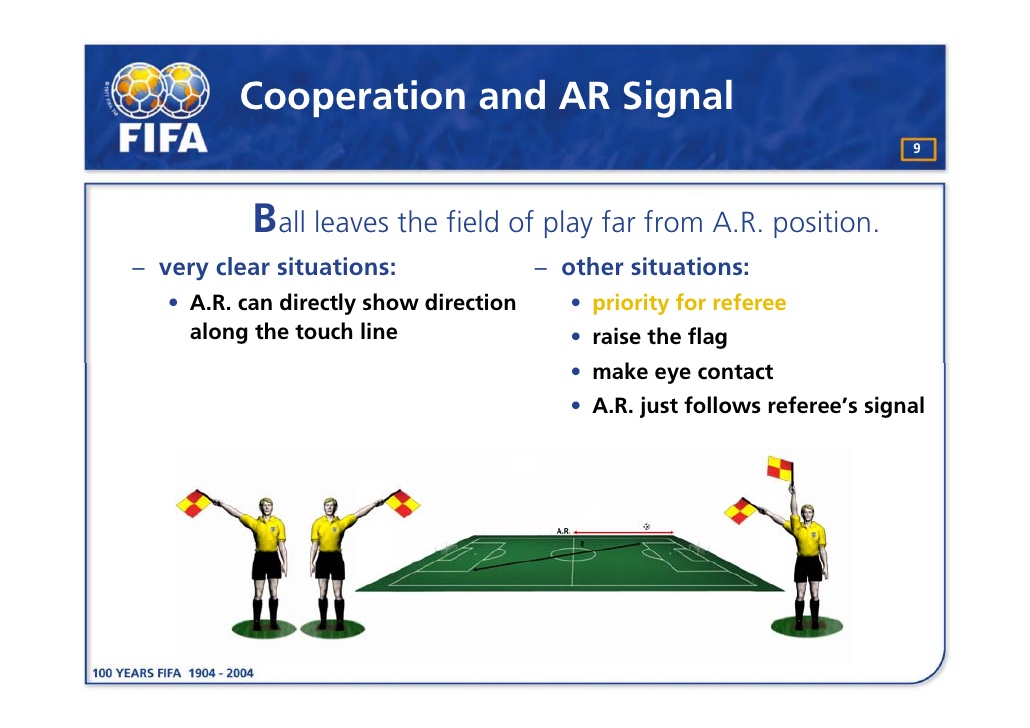 Cooperation and AR Signal
FIFA
9
Ball leaves the field of play far from A.R. position.
– very clear situations:
• A.R. can directly show direction
along the touch line
– other situations:
• priority for referee
• raise the flag
• make eye contact
• A.R. just follows referee’s signal
A.R.
100 YEARS FIFA 1904 - 2004